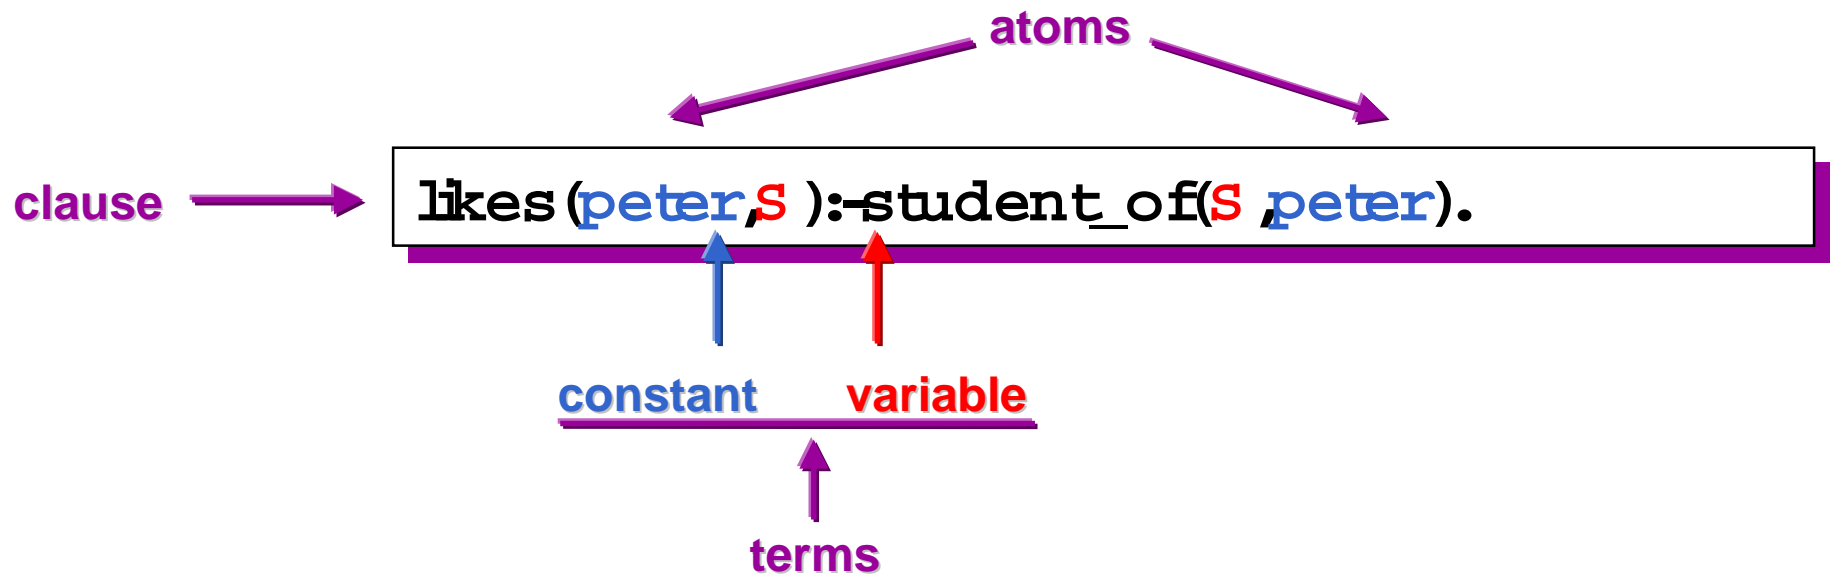 atoms
clause
likes(peter,S ):-student_of(S ,peter).
constant variable
terms